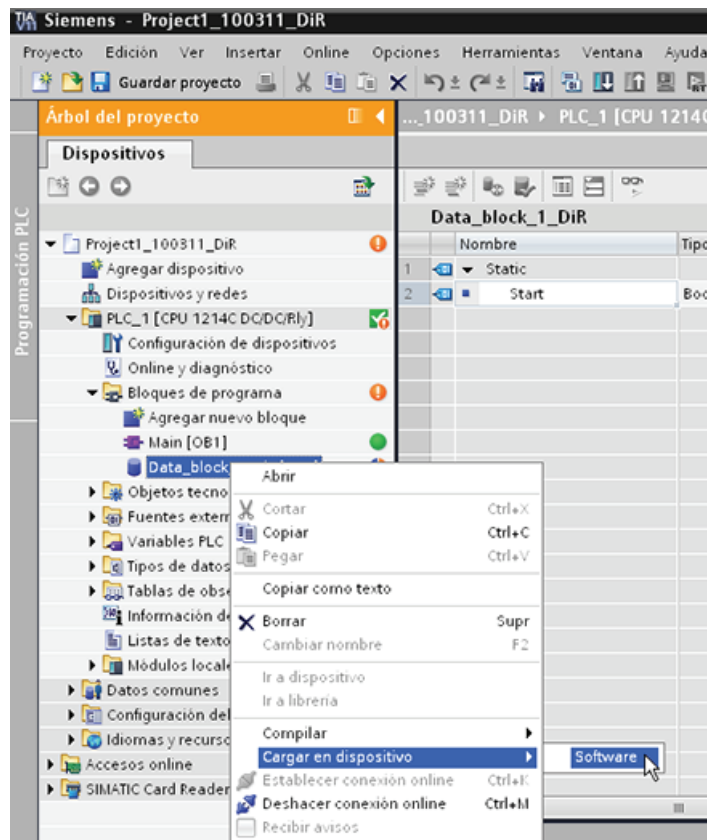 Siemens - Project1_100311_DiR
Proyecto Edición Ver Insertar Online Opciones Herramientas Ventana Ayuda
Guardar proyecto
Árbol del proyecto
..._100311_DiR PLC_1 [CPU 1214C
Dispositivos
Programación PLC
Data_block_1_DiR
Nombre Tipo
1 Static
2 Start
Project1_100311_DiR
Agregar dispositivo
Dispositivos y redes
PLC_1 [CPU 1214C DC/DC/Rly]
Configuración de dispositivos
Online y diagnóstico
Bloques de programa
Agregar nuevo bloque
Main [OB1]
Data_block
Objetos tecno
Fuentes extern
Variables PLC
Tipos de datos
Tablas de obse
Información de
Listas de texto
Módulos locale
Datos comunes
Configuración del
Idiomas y recurso
Accesos online
SIMATIC Card Reader
Abrir
Cortar Ctrl+X
Copiar Ctrl+C
Pegar Ctrl+V
Copiar como texto
Borrar Supr
Cambiar nombre F2
Ir a dispositivo
Ir a librería
Compilar
Cargar en dispositivo
Software
Establecer conexión online Ctrl+K
Deshacer conexión online Ctrl+M
Recibir avisos